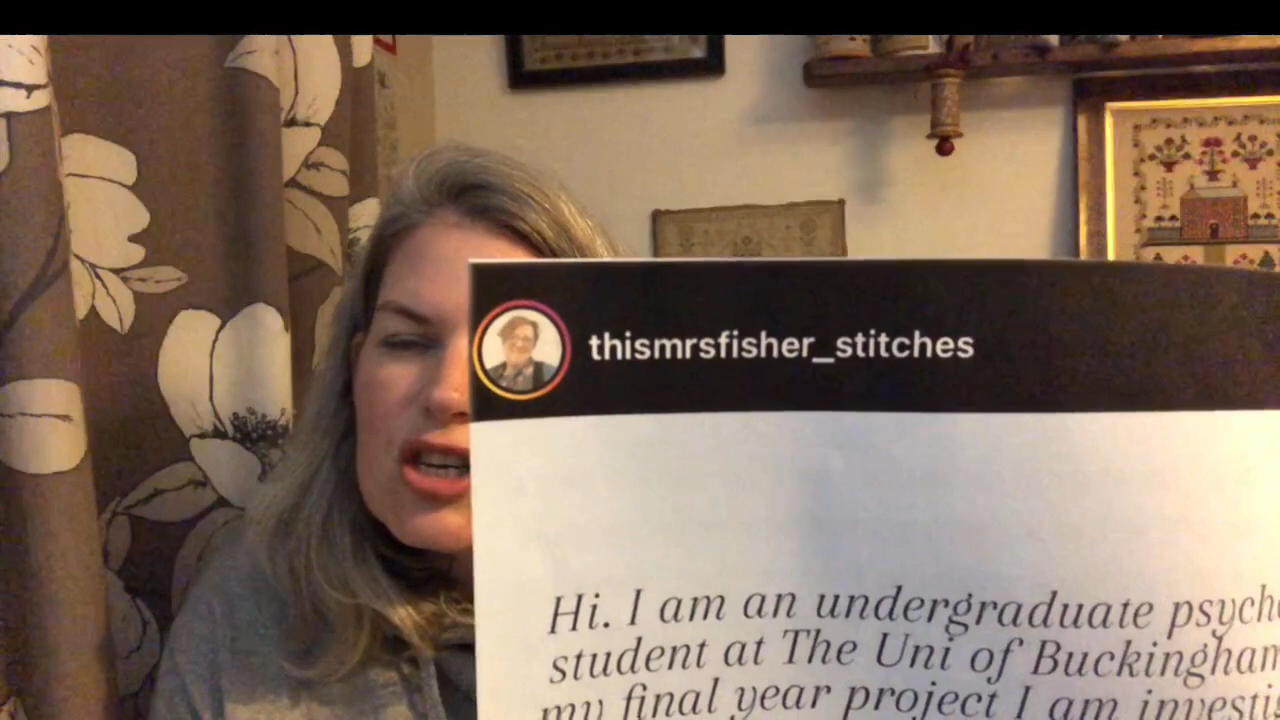 thismrsfisher_stitches
Hi. I am an undergraduate psych
student at The Uni of Buckingham
my final year project I am investi